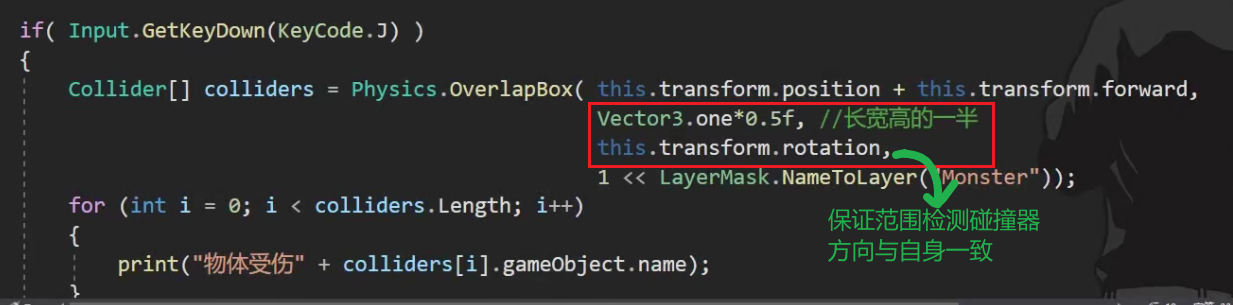 if( Input.GetKeyDown(KeyCode.J) )
{
Collider[] colliders = Physics.OverlapBox( this.transform.position + this.transform.forward,
Vector3.one*0.5f, //长宽高的一半
this.transform.rotation,
1 << LayerMask.NameToLayer("Monster"));
for (int i = 0; i < colliders.Length; i++)
{
print("物体受伤" + colliders[i].gameObject.name);
}
保证范围检测碰撞器
方向与自身一致